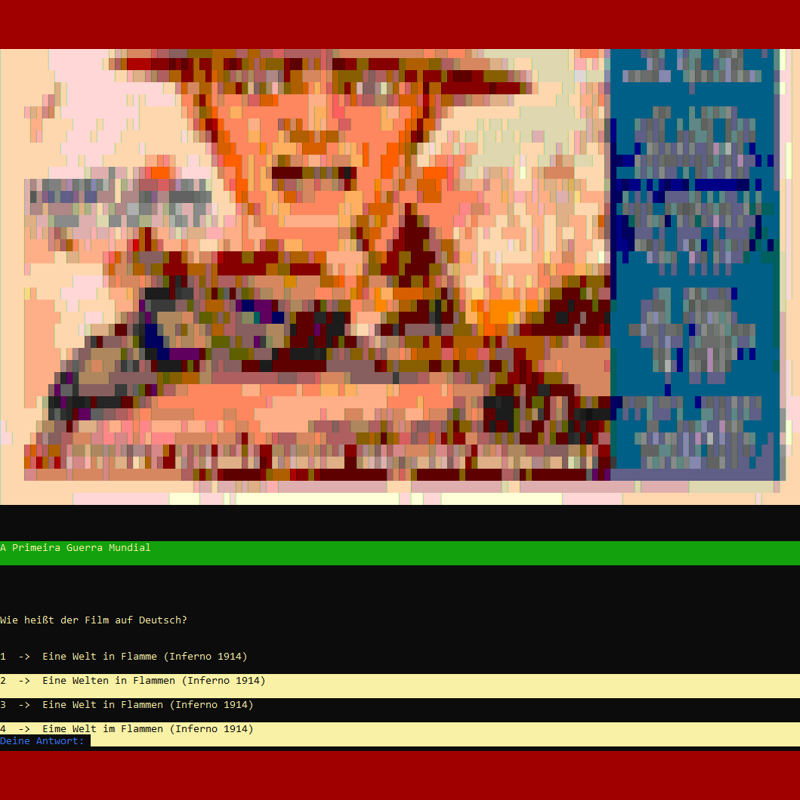 A Primeira Guerra Mundial
Wie heißt der Film auf Deutsch?
1  ->  Eine Welt in Flamme (Inferno 1914)
2  ->  Eine Welten in Flammen (Inferno 1914)
3  ->  Eine Welt in Flammen (Inferno 1914)
4  ->  Eime Welt im Flammen (Inferno 1914)
Deine Antwort: